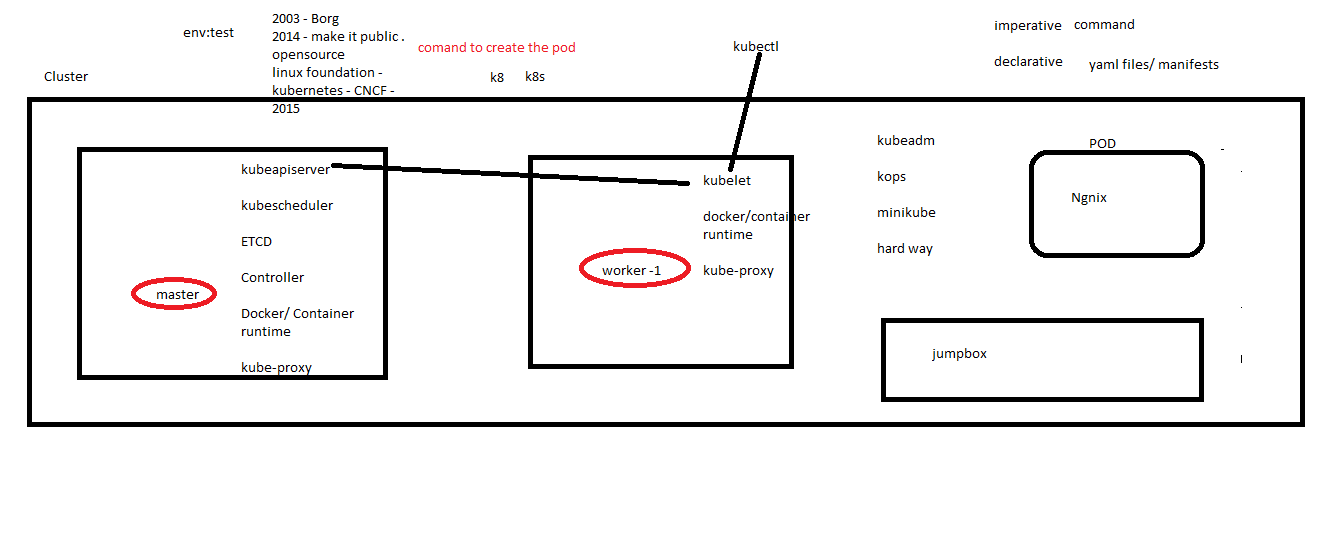 2003 - Borg
2014 - make it public .
opensource
linux foundation -
kubernetes - CNCF -
2015
env:test
comand to create the pod
k8
k8s
kubectl
imperative
command
declarative
yaml files/ manifests
Cluster
kubeapiserver
kubescheduler
ETCD
Controller
Docker/ Container
runtime
kube-proxy
master
kubelet
docker/container
runtime
kube-proxy
worker -1
kubeadm
kops
minikube
hard way
POD
Ngnix
jumpbox